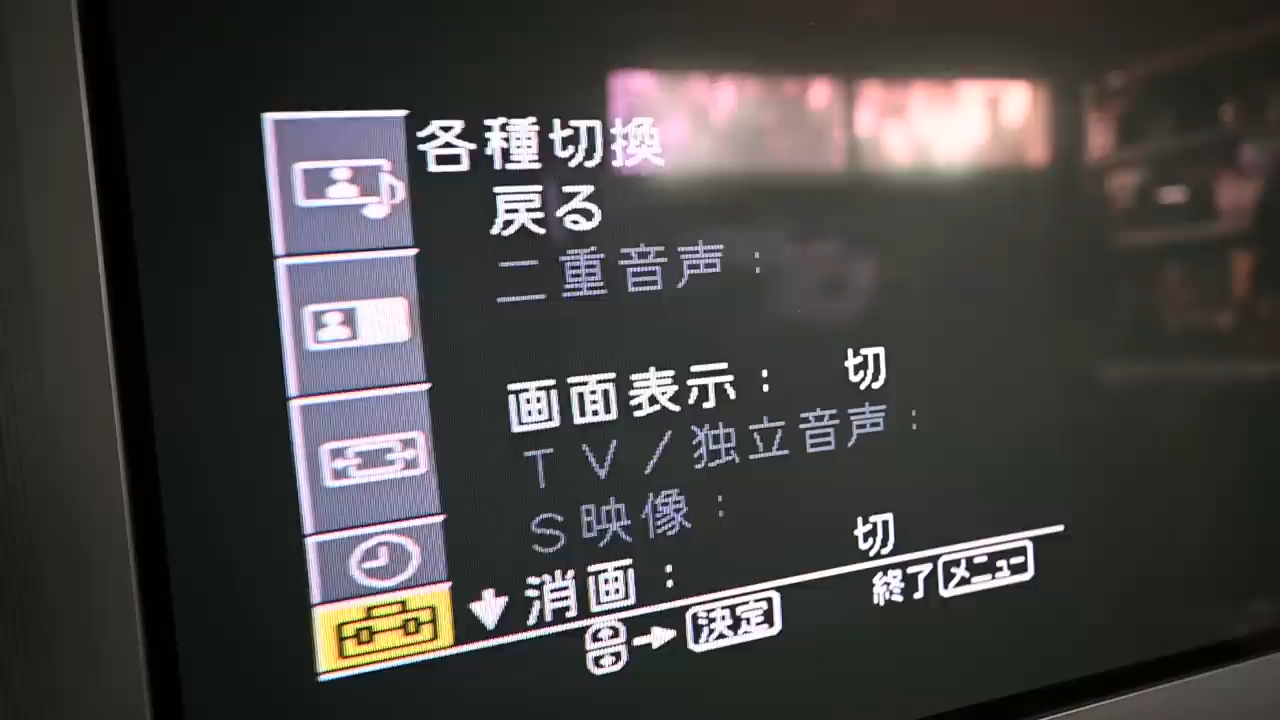 各種切換
戻る
二重音声：
画面表示： 切
ＴＶ／独立音声：
Ｓ映像：
消画： 切
決定
終了 メニュー